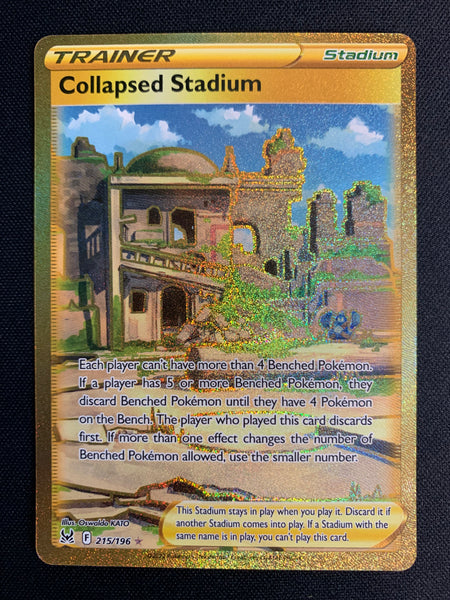 TRAINER Stadium
Collapsed Stadium
Each player can't have more than 4 Benched Pokémon.
If a player has 5 or more Benched Pokémon, they
discard Benched Pokémon until they have 4 Pokémon
on the Bench. The player who played this card discards
first. If more than one effect changes the number of
Benched Pokémon allowed, use the smaller number.
Illus. Oswaldo KATO
F 215/196
This Stadium stays in play when you play it. Discard it if
another Stadium comes into play. If a Stadium with the
same name is in play, you can't play this card.